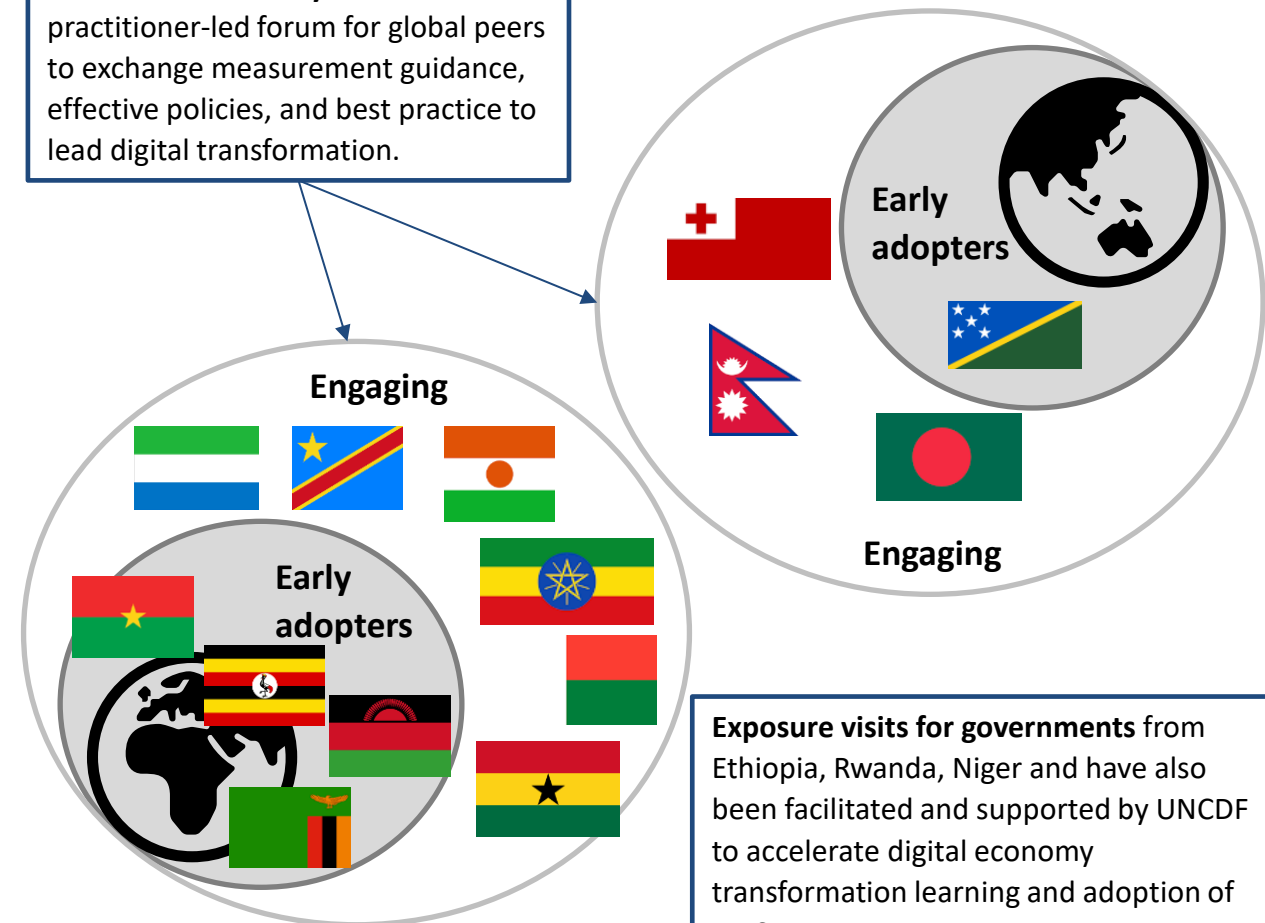 practitioner-led forum for global peers
to exchange measurement guidance,
effective policies, and best practice to
lead digital transformation.
Early
adopters
Engaging
Engaging
Early
adopters
Exposure visits for governments from
Ethiopia, Rwanda, Niger and have also
been facilitated and supported by UNCDF
to accelerate digital economy
transformation learning and adoption of